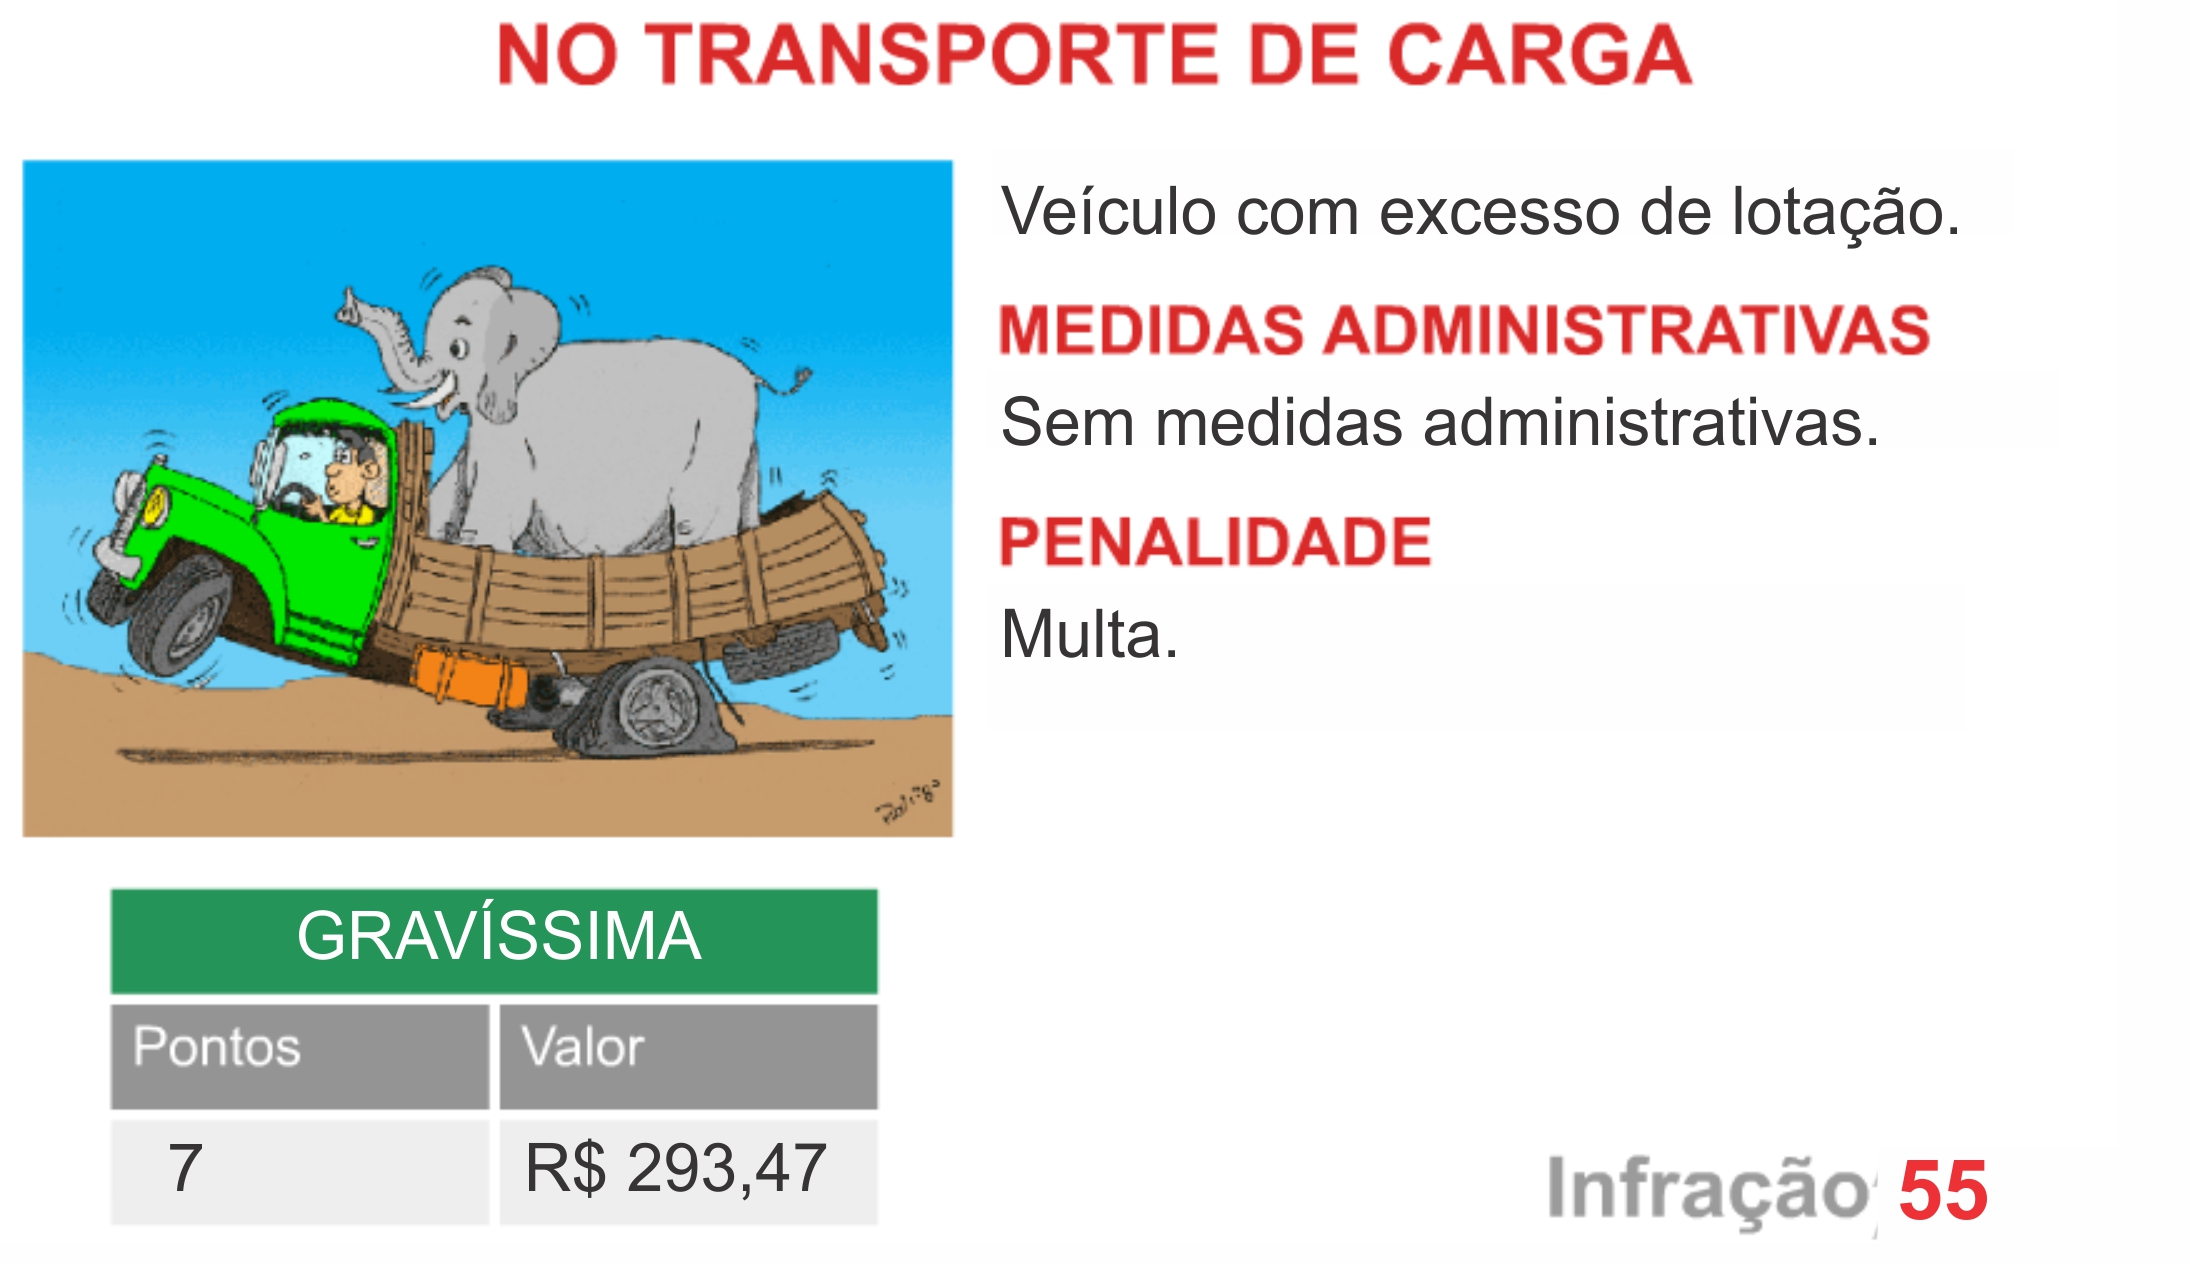 NO TRANSPORTE DE CARGA
Veículo com excesso de lotação.
MEDIDAS ADMINISTRATIVAS
Sem medidas administrativas.
PENALIDADE
Multa.
Rodrigo
GRAVÍSSIMA
Pontos Valor
7 R$ 293,47
Infração 55